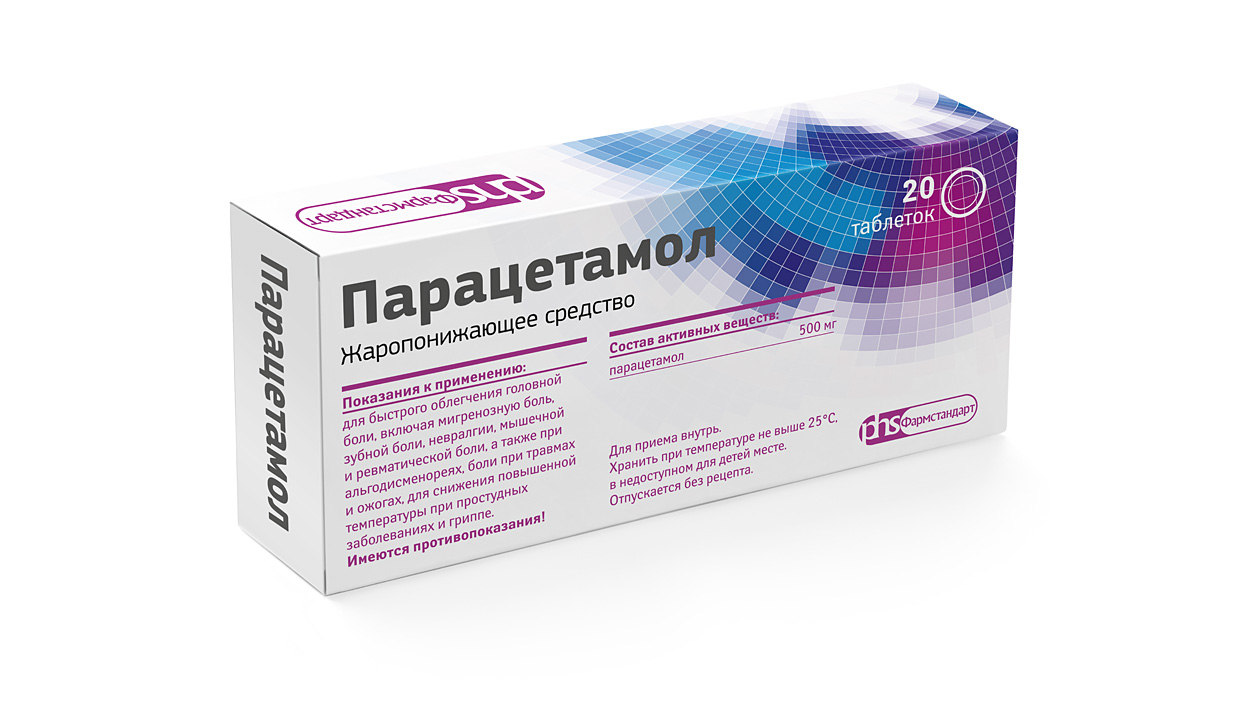 phs Фармстандарт
Парацетамол
Парацетамол
Жаропонижающее средство
20
таблеток
Показания к применению:
для быстрого облегчения головной
боли, включая мигренозную боль,
зубной боли, невралгии, мышечной
и ревматической боли, а также при
альгодисменореях, боли при травмах
и ожогах, для снижения повышенной
температуры при простудных
заболеваниях и гриппе.
Имеются противопоказания!
Состав активных веществ:
парацетамол 500 мг
Для приема внутрь.
Хранить при температуре не выше 25°C,
в недоступном для детей месте.
Отпускается без рецепта.
phs Фармстандарт